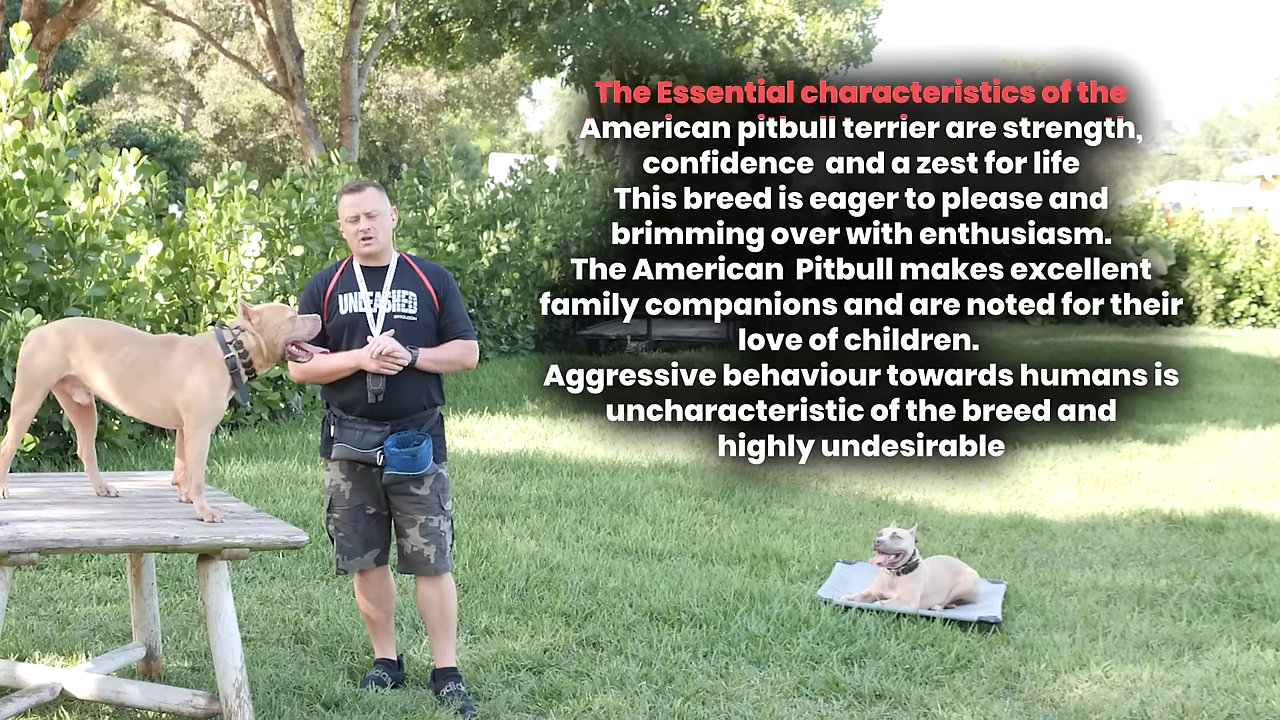 The Essential characteristics of the
American pitbull terrier are strength,
confidence and a zest for life
This breed is eager to please and
brimming over with enthusiasm.
The American Pitbull makes excellent
family companions and are noted for their
love of children.
Aggressive behaviour towards humans is
uncharacteristic of the breed and
highly undesirable
UNLEASHED
adidas